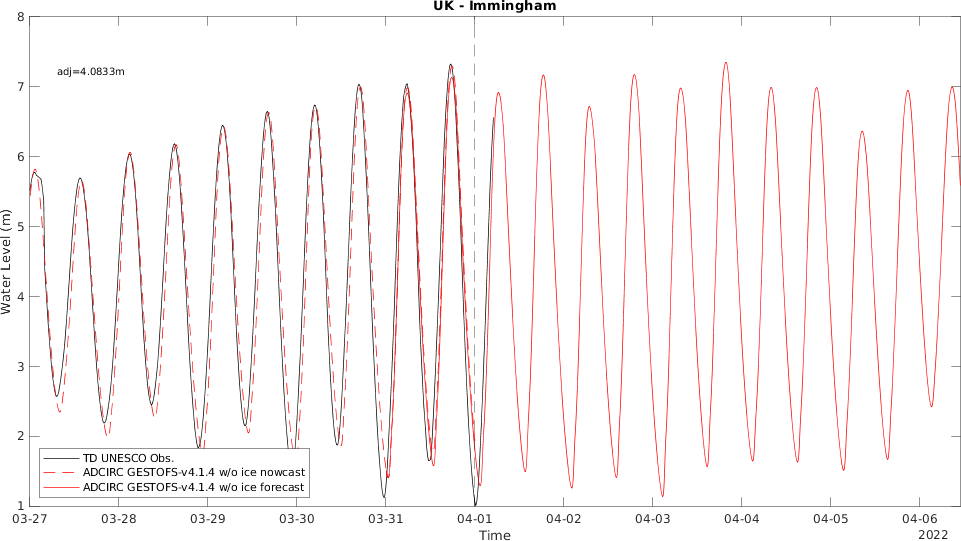 UK - Immingham
8
adj=4.0833m
7
6
5
4
3
2
1
Water Level (m)
TD UNESCO Obs.
ADCIRC GESTOFS-v4.1.4 w/o ice nowcast
ADCIRC GESTOFS-v4.1.4 w/o ice forecast
03-27 03-28 03-29 03-30 03-31 04-01 04-02 04-03 04-04 04-05 04-06
Time
2022